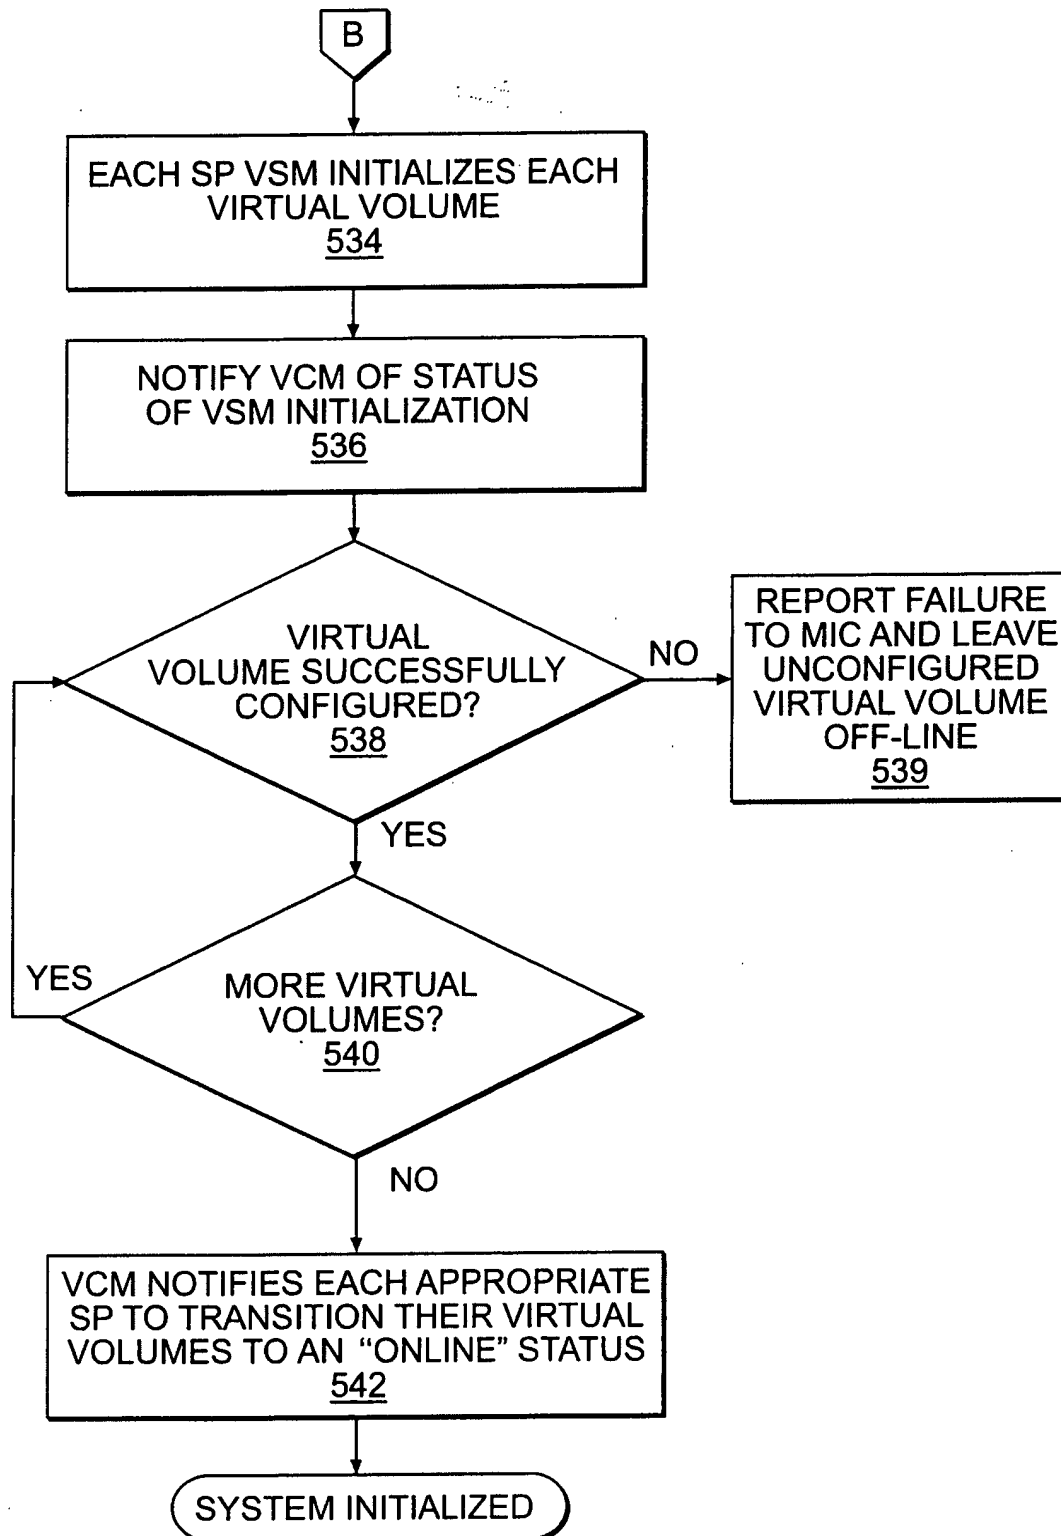 B
EACH SP VSM INITIALIZES EACH
VIRTUAL VOLUME
534
NOTIFY VCM OF STATUS
OF VSM INITIALIZATION
536
VIRTUAL
VOLUME SUCCESSFULLY
CONFIGURED?
538
NO
REPORT FAILURE
TO MIC AND LEAVE
UNCONFIGURED
VIRTUAL VOLUME
OFF-LINE
539
YES
YES
MORE VIRTUAL
VOLUMES?
540
NO
VCM NOTIFIES EACH APPROPRIATE
SP TO TRANSITION THEIR VIRTUAL
VOLUMES TO AN “ONLINE” STATUS
542
SYSTEM INITIALIZED